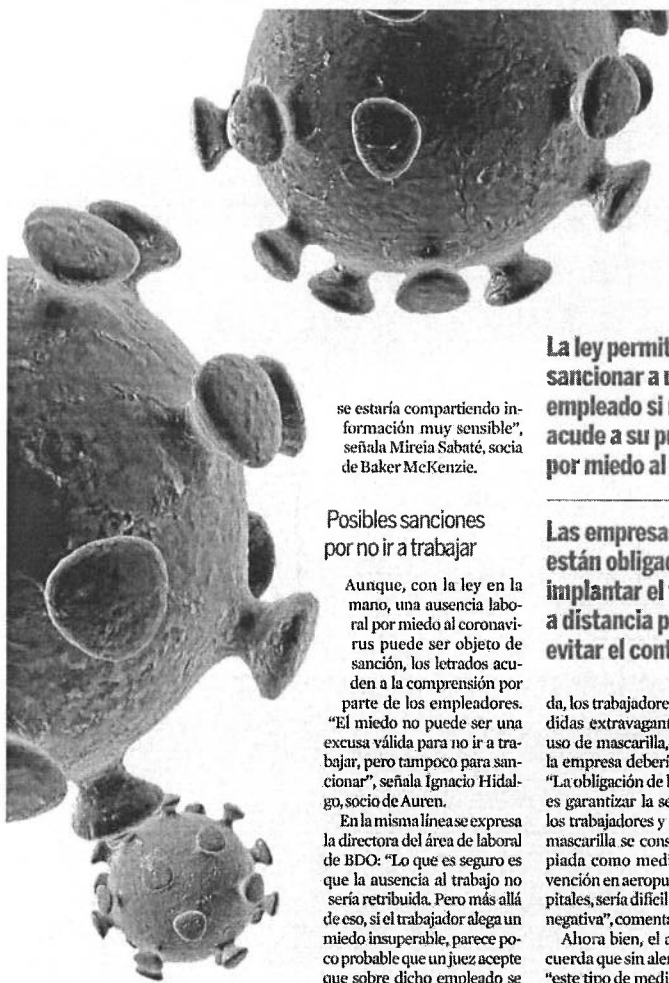 se estaría compartiendo in-
formación muy sensible”,
señala Mireia Sabaté, socia
de Baker McKenzie.
Posibles sanciones
por no ir a trabajar
Aunque, con la ley en la
mano, una ausencia labo-
ral por miedo al coronavi-
rus puede ser objeto de
sanción, los letrados acu-
den a la comprensión por
parte de los empleadores.
“El miedo no puede ser una
excusa válida para no ir a tra-
bajar, pero tampoco para san-
cionar”, señala Ignacio Hidal-
go, socio de Auren.
En la misma línea se expresa
la directora del área de laboral
de BDO: “Lo que es seguro es
que la ausencia al trabajo no
sería retribuida. Pero más allá
de eso, si el trabajador alega un
miedo insuperable, parece po-
co probable que un juez acepte
que sobre dicho empleado se
La ley permit
sancionar a u
empleado si
acude a su p
por miedo al
Las empresa
están obligad
implantar el
a distancia p
evitar el cont
da, los trabajadores
didas extravagant
uso de mascarilla,
la empresa deberí
“La obligación de l
es garantizar la se
los trabajadores y
mascarilla se cons
piada como medi
vención en aeropu
pitales, sería difícil
negativa”, comenta
Ahora bien, el a
cuerda que sin aler
“este tipo de medi